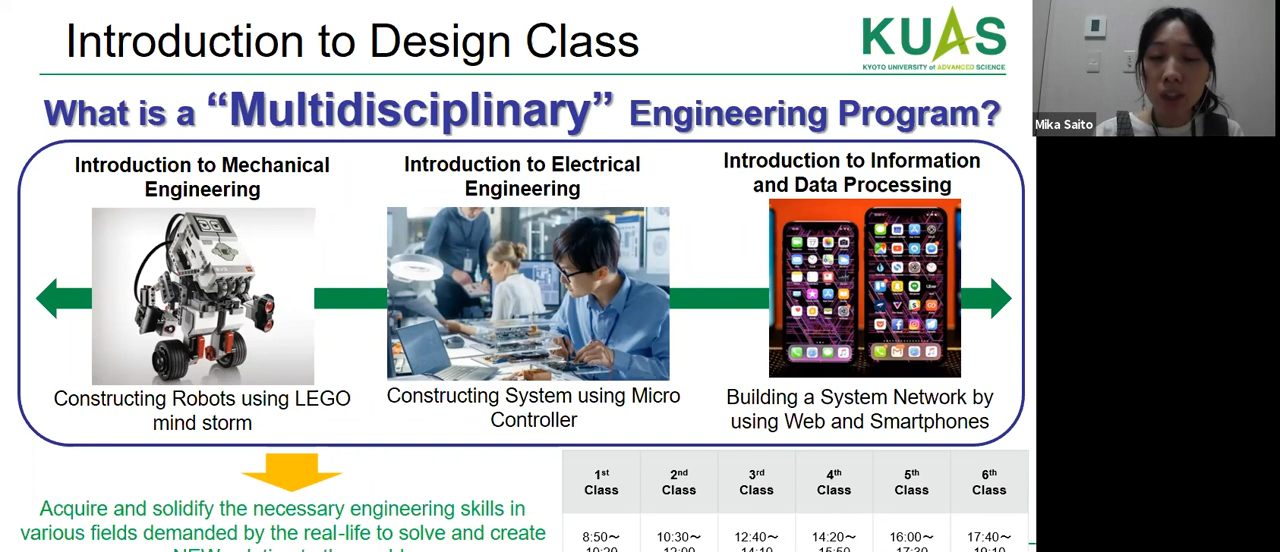 Introduction to Design Class
KUAS
KYOTO UNIVERSITY of ADVANCED SCIENCE
Mika Saito
What is a “Multidisciplinary” Engineering Program?
Introduction to Mechanical
Engineering
Constructing Robots using LEGO
mind storm
Introduction to Electrical
Engineering
Constructing System using Micro
Controller
Introduction to Information
and Data Processing
Building a System Network by
using Web and Smartphones
Acquire and solidify the necessary engineering skills in
various fields demanded by the real-life to solve and create
1st Class
2nd Class
3rd Class
4th Class
5th Class
6th Class
8:50～
10:30～
12:40～
14:20～
16:00～
17:40～